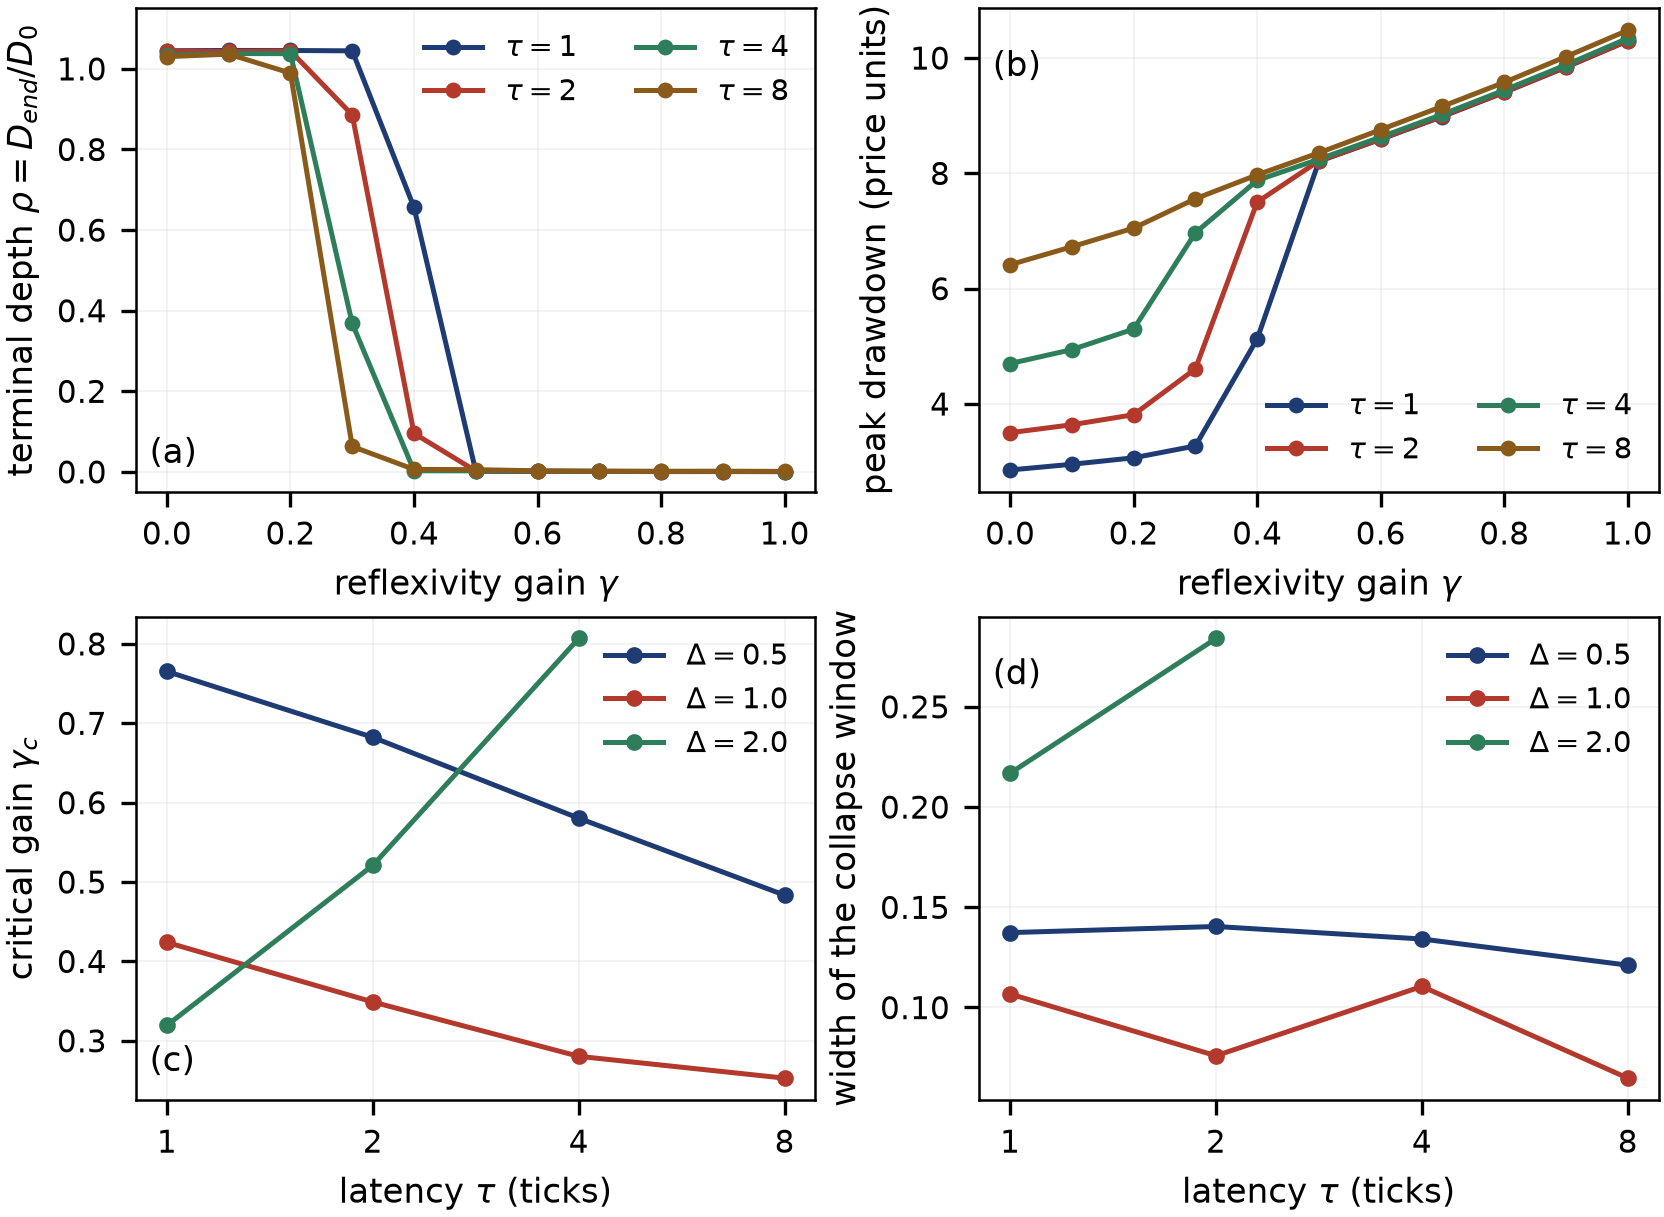 terminal depth ρ = D_end/D_0
1.0
0.8
0.6
0.4
0.2
0.0
τ = 1
τ = 2
τ = 4
τ = 8
(a)
0.0 0.2 0.4 0.6 0.8 1.0
reflexivity gain γ
peak drawdown (price units)
10
8
6
4
(b)
τ = 1
τ = 2
τ = 4
τ = 8
0.0 0.2 0.4 0.6 0.8 1.0
reflexivity gain γ
critical gain γ_c
0.8
0.7
0.6
0.5
0.4
0.3
Δ = 0.5
Δ = 1.0
Δ = 2.0
(c)
1 2 4 8
latency τ (ticks)
width of the collapse window
0.25
0.20
0.15
0.10
(d)
Δ = 0.5
Δ = 1.0
Δ = 2.0
1 2 4 8
latency τ (ticks)